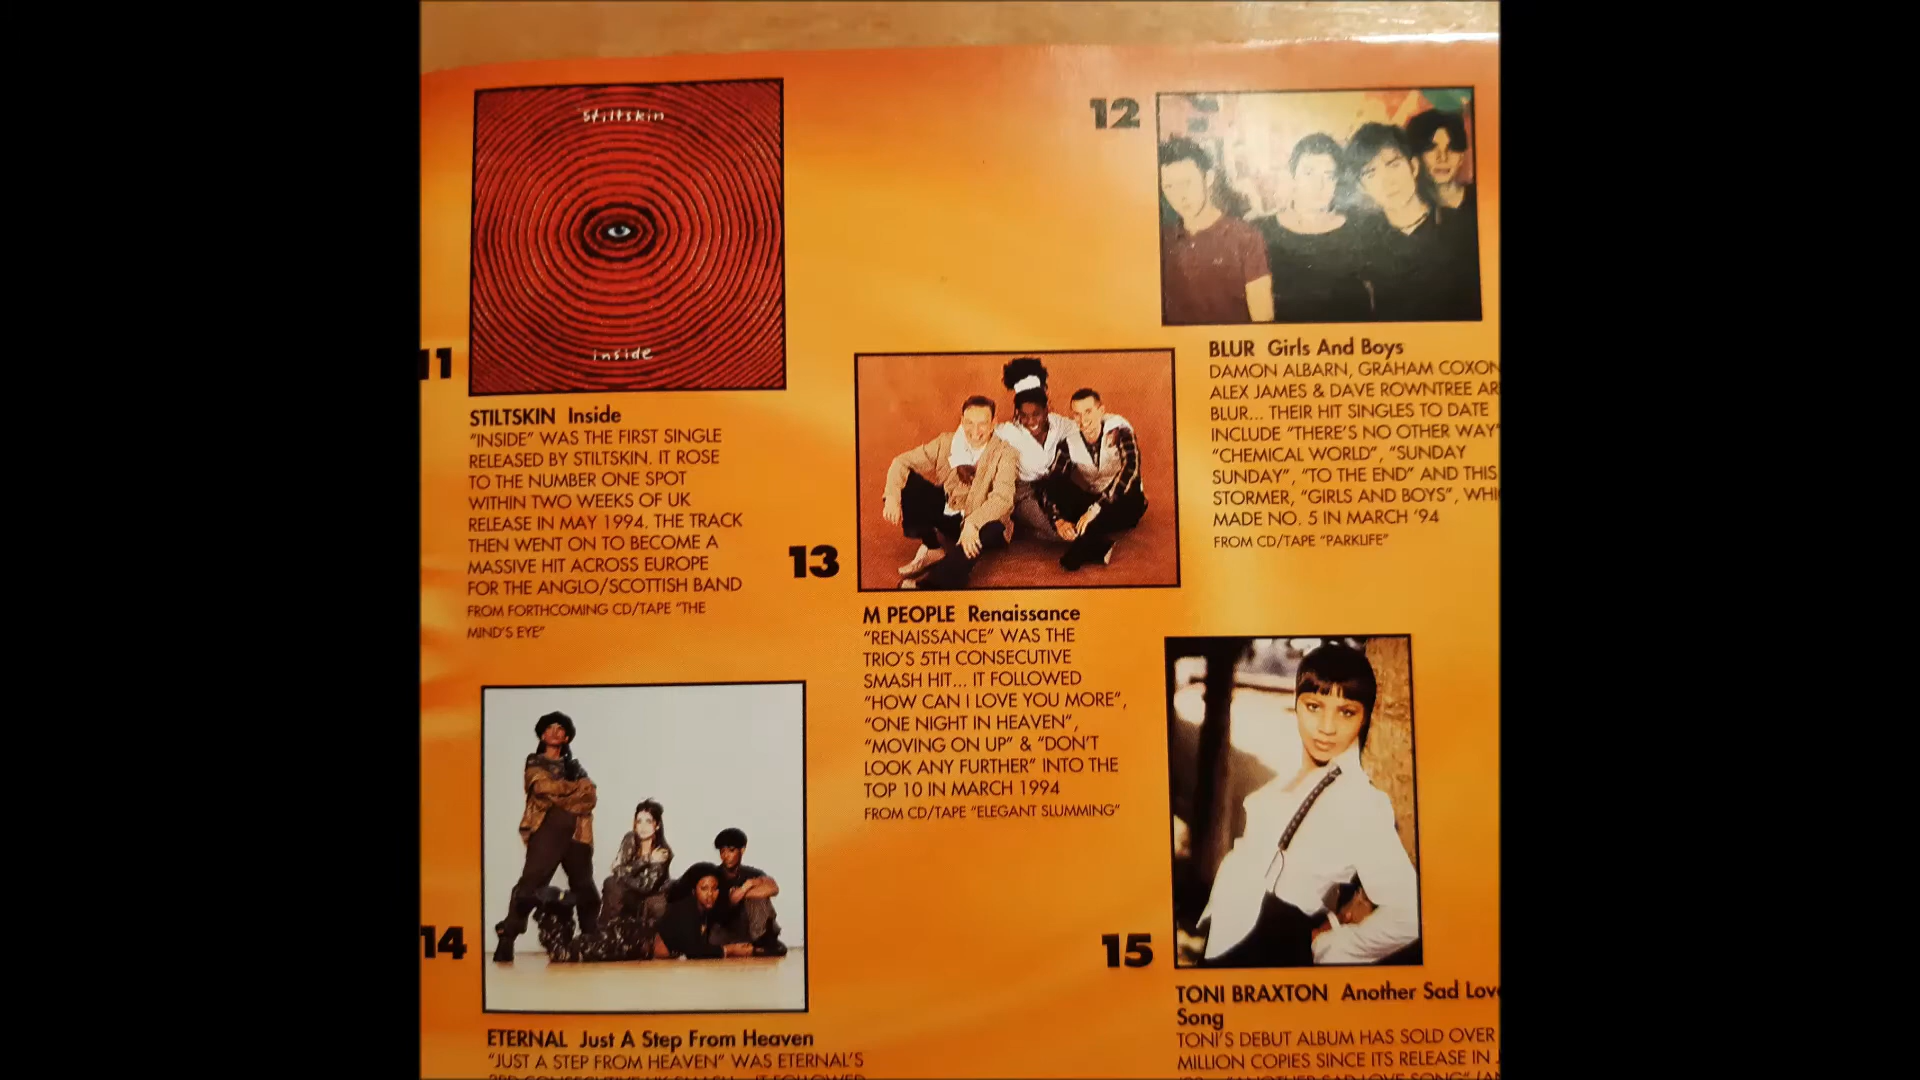 stiltskin
inside
11
STILTSKIN Inside
"INSIDE" WAS THE FIRST SINGLE
RELEASED BY STILTSKIN. IT ROSE
TO THE NUMBER ONE SPOT
WITHIN TWO WEEKS OF UK
RELEASE IN MAY 1994. THE TRACK
THEN WENT ON TO BECOME A
MASSIVE HIT ACROSS EUROPE
FOR THE ANGLO/SCOTTISH BAND
FROM FORTHCOMING CD/TAPE "THE
MIND'S EYE"
12
BLUR Girls And Boys
DAMON ALBARN, GRAHAM COXON
ALEX JAMES & DAVE ROWNTREE AR
BLUR... THEIR HIT SINGLES TO DATE
INCLUDE "THERE'S NO OTHER WAY"
"CHEMICAL WORLD", "SUNDAY
SUNDAY", "TO THE END" AND THIS
STORMER, "GIRLS AND BOYS", WHI
MADE NO. 5 IN MARCH '94
FROM CD/TAPE "PARKLIFE"
13
M PEOPLE Renaissance
"RENAISSANCE" WAS THE
TRIO'S 5TH CONSECUTIVE
SMASH HIT... IT FOLLOWED
"HOW CAN I LOVE YOU MORE",
"ONE NIGHT IN HEAVEN",
"MOVING ON UP" & "DON'T
LOOK ANY FURTHER" INTO THE
TOP 10 IN MARCH 1994
FROM CD/TAPE "ELEGANT SLUMMING"
14
ETERNAL Just A Step From Heaven
"JUST A STEP FROM HEAVEN" WAS ETERNAL'S
15
TONI BRAXTON Another Sad Love
Song
TONI'S DEBUT ALBUM HAS SOLD OVER
MILLION COPIES SINCE ITS RELEASE IN